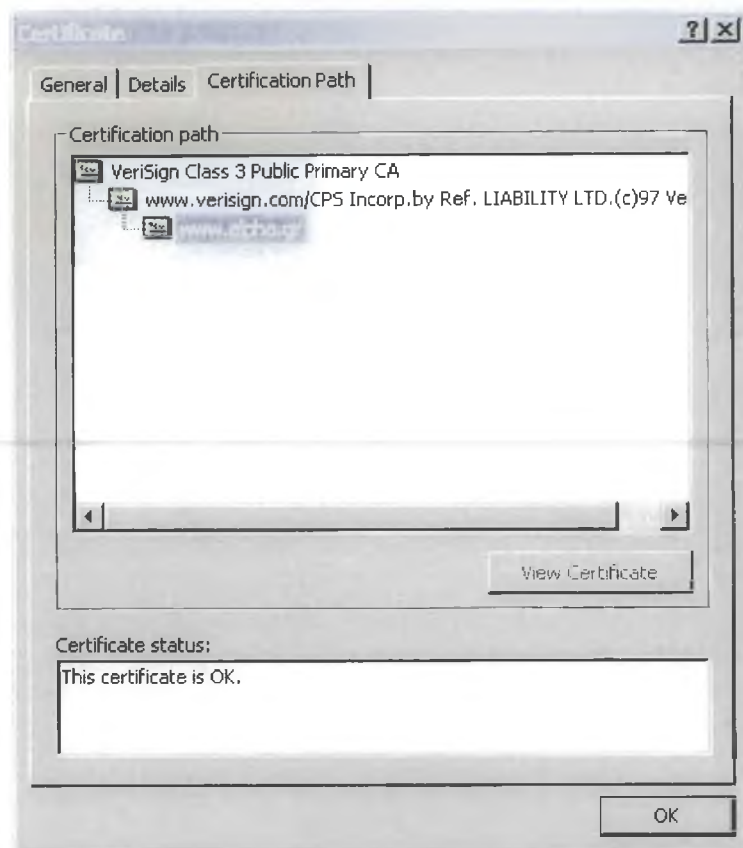 Certificate
? X
General Details Certification Path
Certification path
VeriSign Class 3 Public Primary CA
www.verisign.com/CPS Incorp.by Ref. LIABILITY LTD.(c)97 Ve
View Certificate
Certificate status:
This certificate is OK.
OK